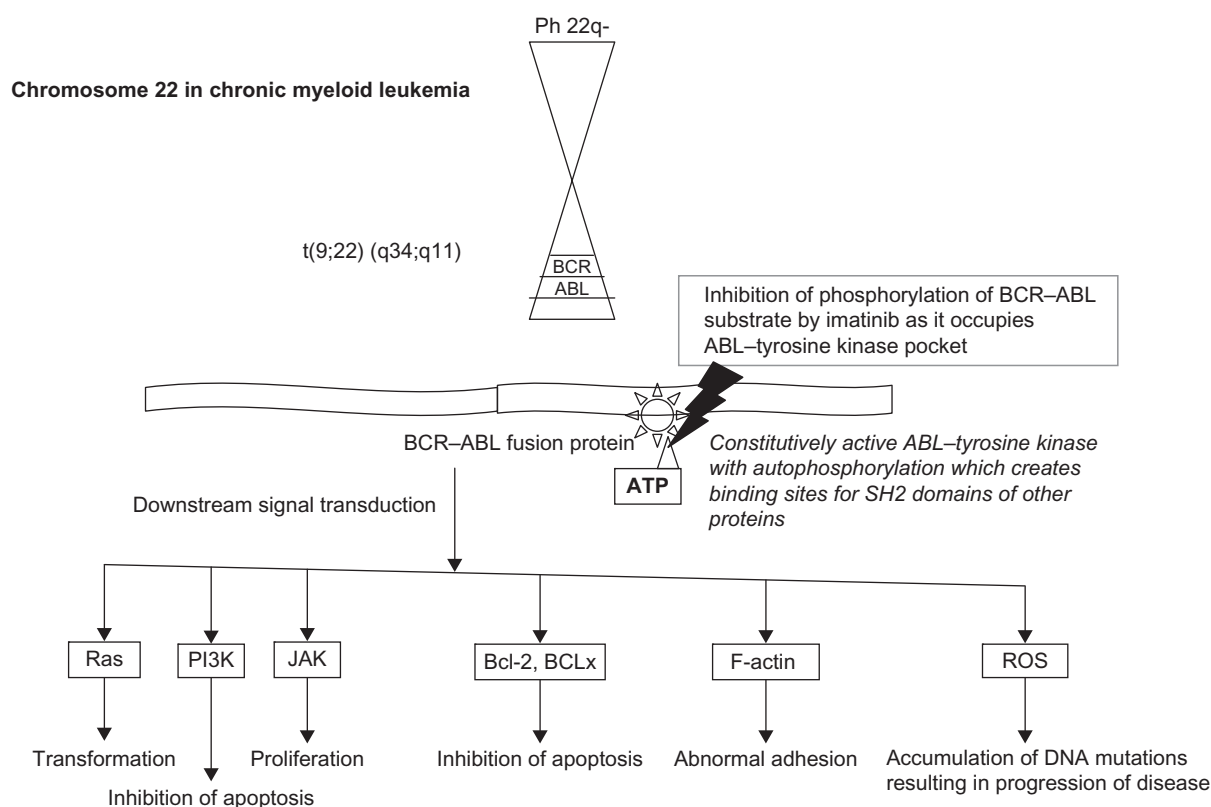 Ph 22q-
Chromosome 22 in chronic myeloid leukemia
t(9;22) (q34;q11)
BCR
ABL
Inhibition of phosphorylation of BCR–ABL
substrate by imatinib as it occupies
ABL–tyrosine kinase pocket
BCR–ABL fusion protein
ATP
Constitutively active ABL–tyrosine kinase
with autophosphorylation which creates
binding sites for SH2 domains of other
proteins
Downstream signal transduction
Ras
PI3K
JAK
Bcl-2, BCLx
F-actin
ROS
Transformation
Inhibition of apoptosis
Proliferation
Inhibition of apoptosis
Abnormal adhesion
Accumulation of DNA mutations
resulting in progression of disease